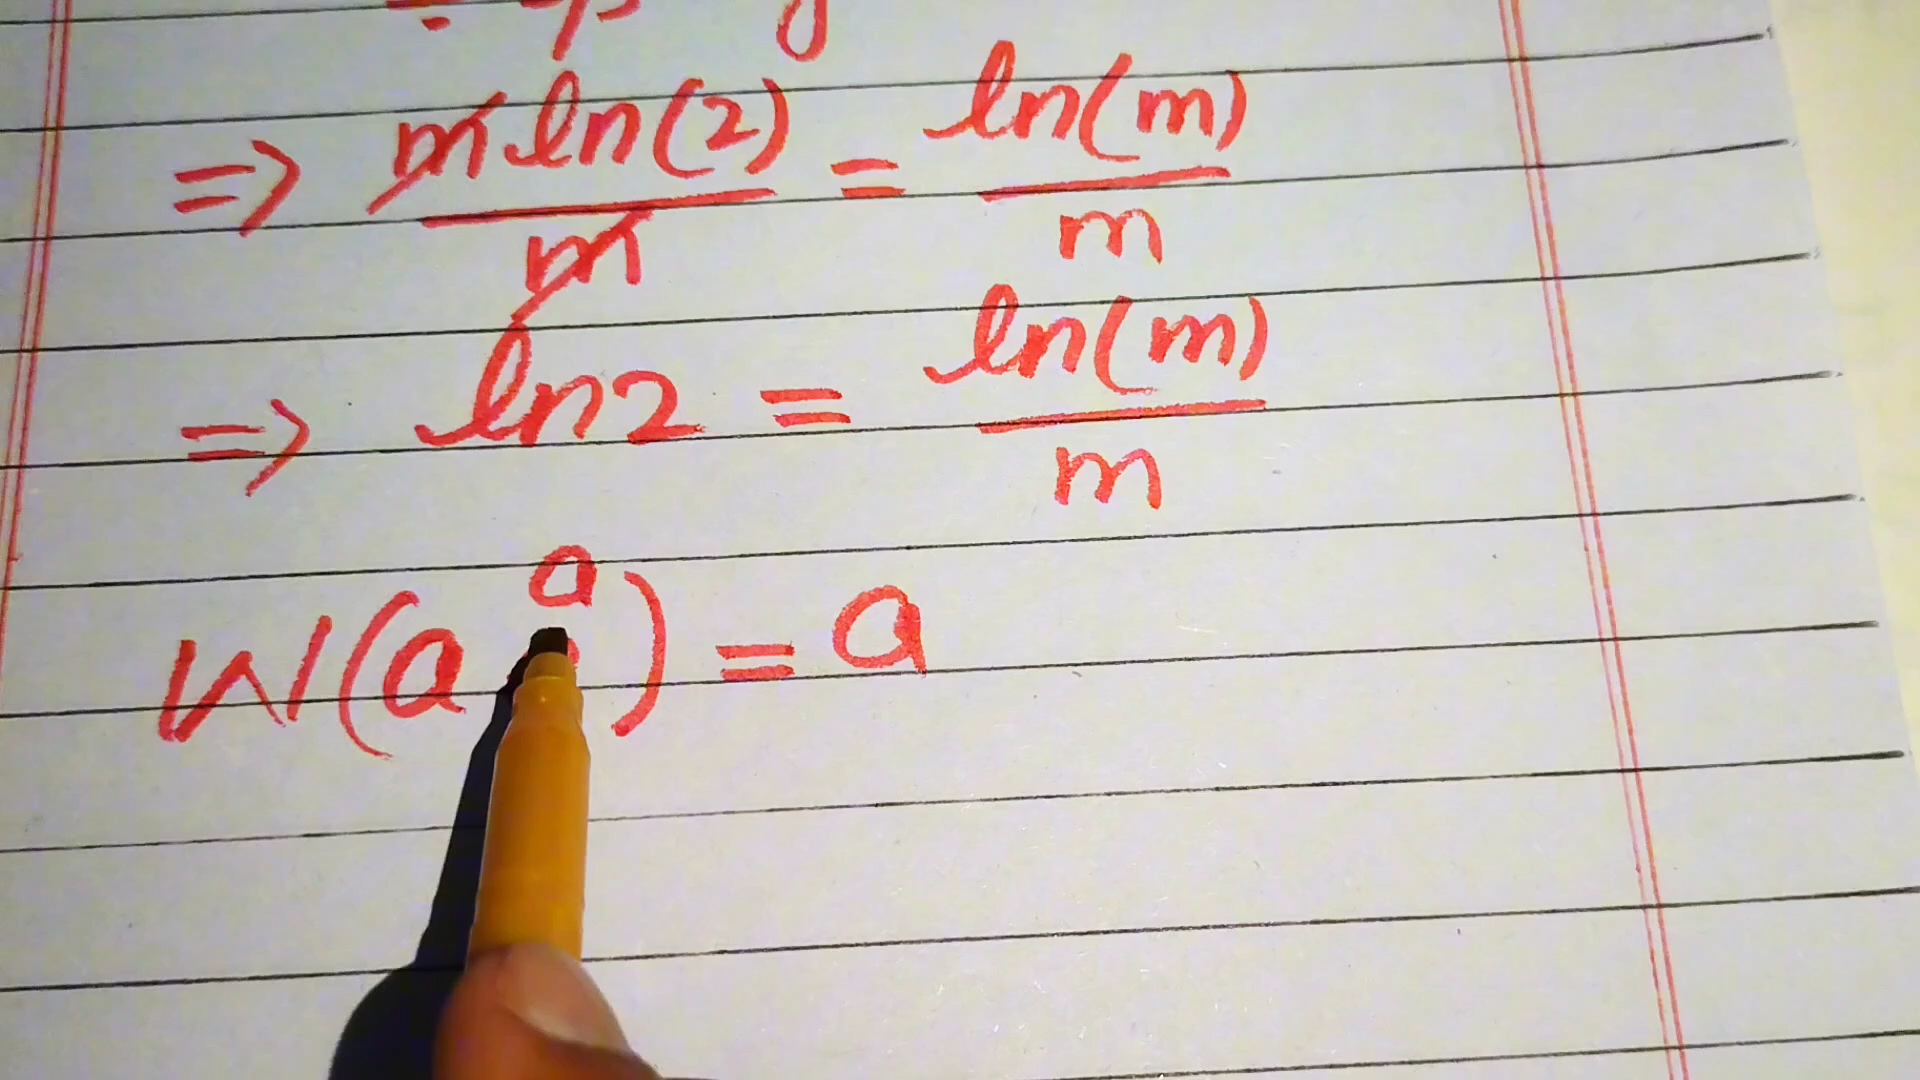 => m ln(2) / m = ln(m) / m
=> ln2 = ln(m) / m
W(a ^a) = a